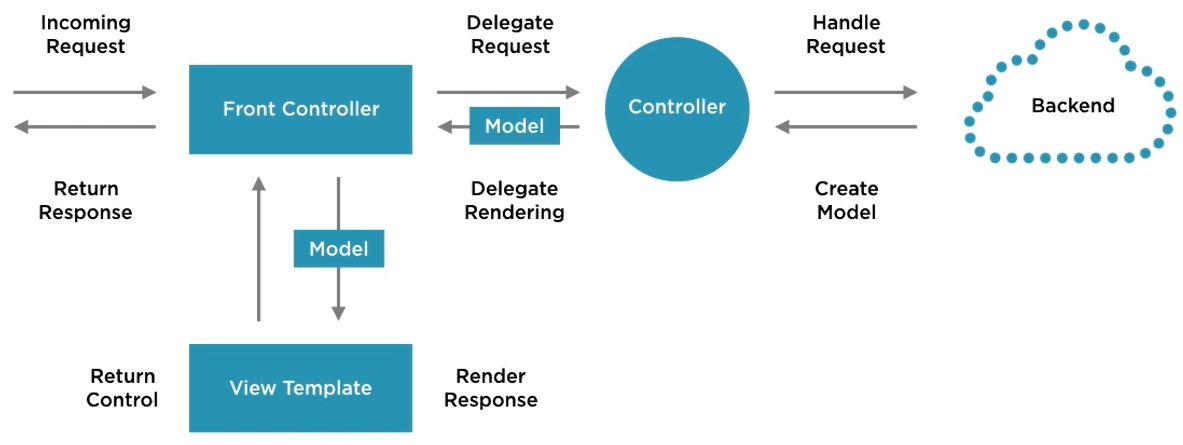 Incoming
Request
Delegate
Request
Handle
Request
Front Controller
Model
Controller
Backend
Return
Response
Delegate
Rendering
Create
Model
Model
Return
Control
View Template
Render
Response